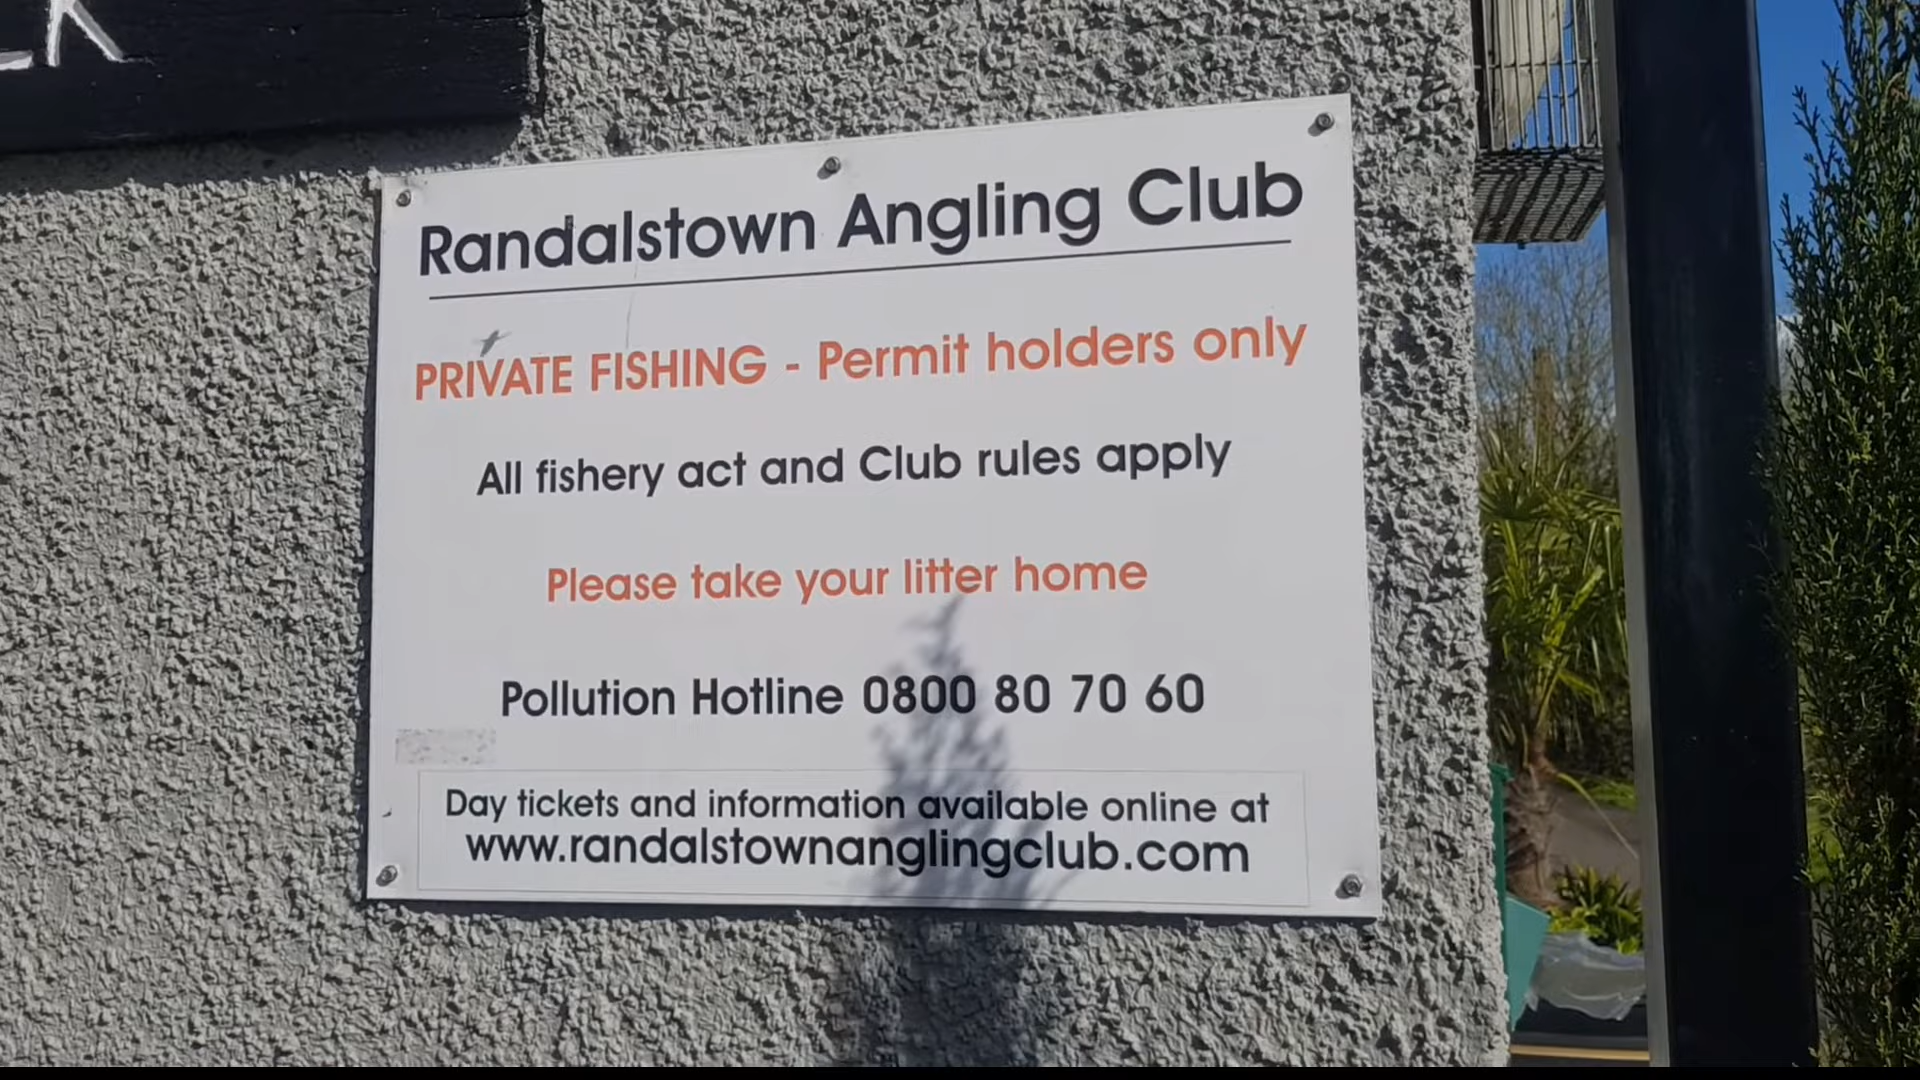 Randalstown Angling Club
PRIVATE FISHING - Permit holders only
All fishery act and Club rules apply
Please take your litter home
Pollution Hotline 0800 80 70 60
Day tickets and information available online at
www.randalstownanglingclub.com